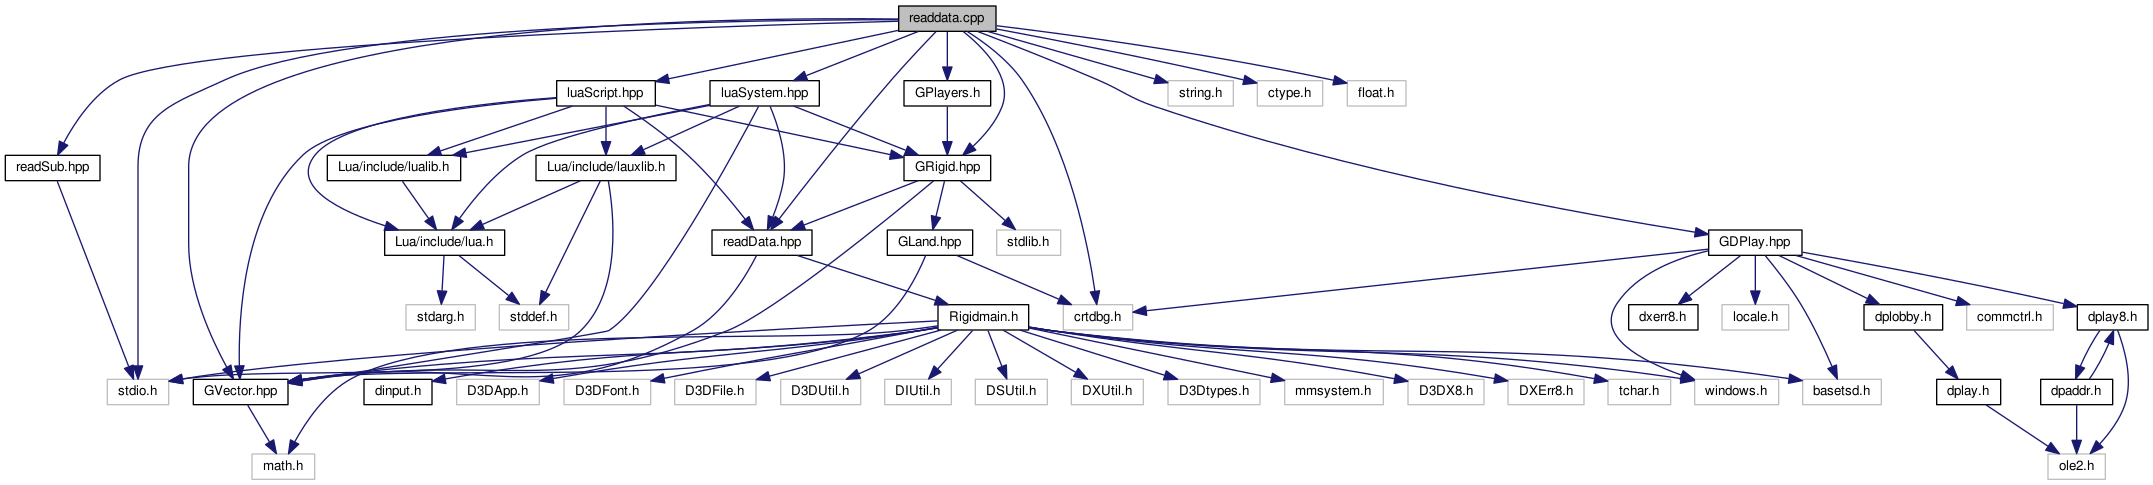 readdata.cpp
luaScript.hpp
luaSystem.hpp
GPlayers.h
string.h
ctype.h
float.h
readSub.hpp
Lua/include/lualib.h
Lua/include/lauxlib.h
GRigid.hpp
Lua/include/lua.h
readData.hpp
GLand.hpp
stdlib.h
GDPlay.hpp
stdarg.h
stddef.h
Rigidmain.h
crtdbg.h
dxerr8.h
locale.h
dplobby.h
commctrl.h
dplay8.h
stdio.h
GVector.hpp
dinput.h
D3DApp.h
D3DFont.h
D3DFile.h
D3DUtil.h
DIUtil.h
DSUtil.h
DXUtil.h
D3Dtypes.h
mmsystem.h
D3DX8.h
DXErr8.h
tchar.h
windows.h
basetsd.h
dplay.h
dpaddr.h
math.h
ole2.h